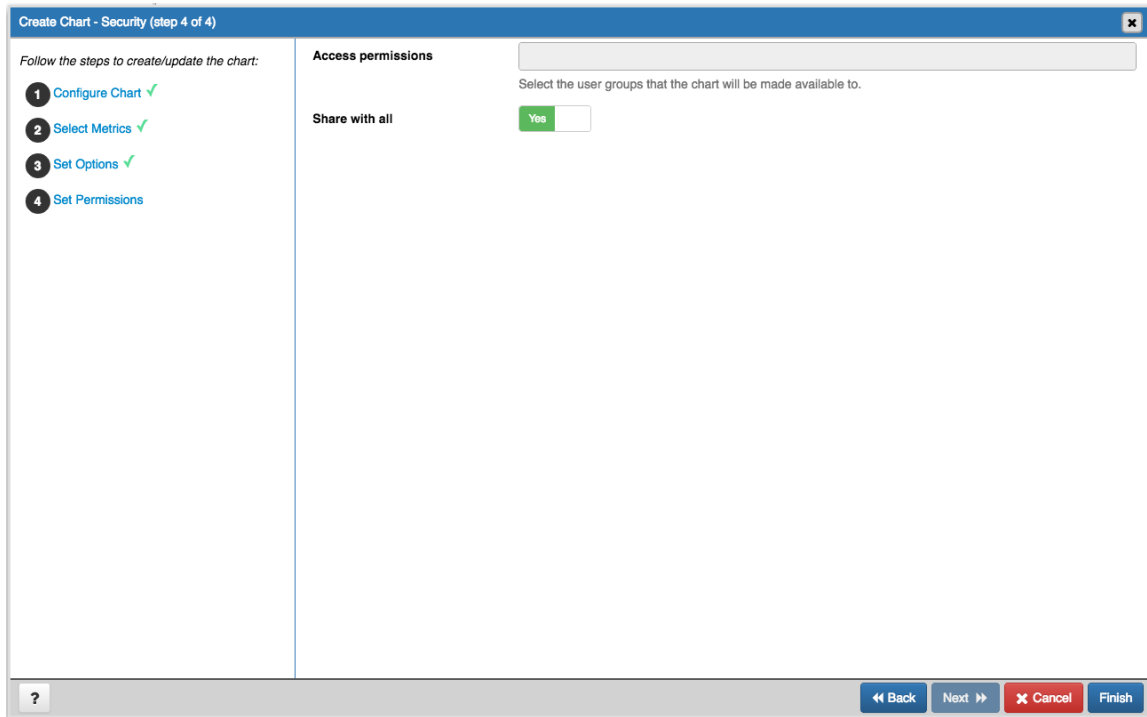 Create Chart - Security (step 4 of 4)
Follow the steps to create/update the chart:
1 Configure Chart
2 Select Metrics
3 Set Options
4 Set Permissions
Access permissions
Select the user groups that the chart will be made available to.
Share with all Yes
? Back Next Cancel Finish